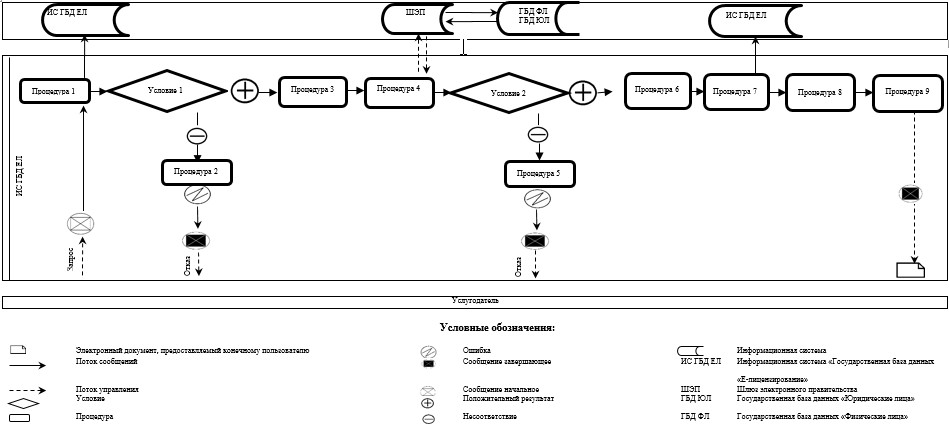 ИС ГБД ЕЛ
ШЭП
ГБД ФЛ
ГБД ЮЛ
ИС ГБД ЕЛ
Процедура 1
Условие 1
Процедура 3
Процедура 4
Условие 2
Процедура 6
Процедура 7
Процедура 8
Процедура 9
ИС ГБД ЕЛ
Процедура 2
Процедура 5
Запрос
Отказ
Отказ
Услугодатель
Условные обозначения:
Электронный документ, предоставляемый конечному пользователю
Поток сообщений
Поток управления
Условие
Процедура
Ошибка
Сообщение завершающее
Сообщение начальное
Положительный результат
Несоответствие
Информационная система
ИС ГБД ЕЛ Информационная система «Государственная база данных
«Е-лицензирование»
ШЭП Шлюз электронного правительства
ГБД ЮЛ Государственная база данных «Юридические лица»
ГБД ФЛ Государственная база данных «Физические лица»